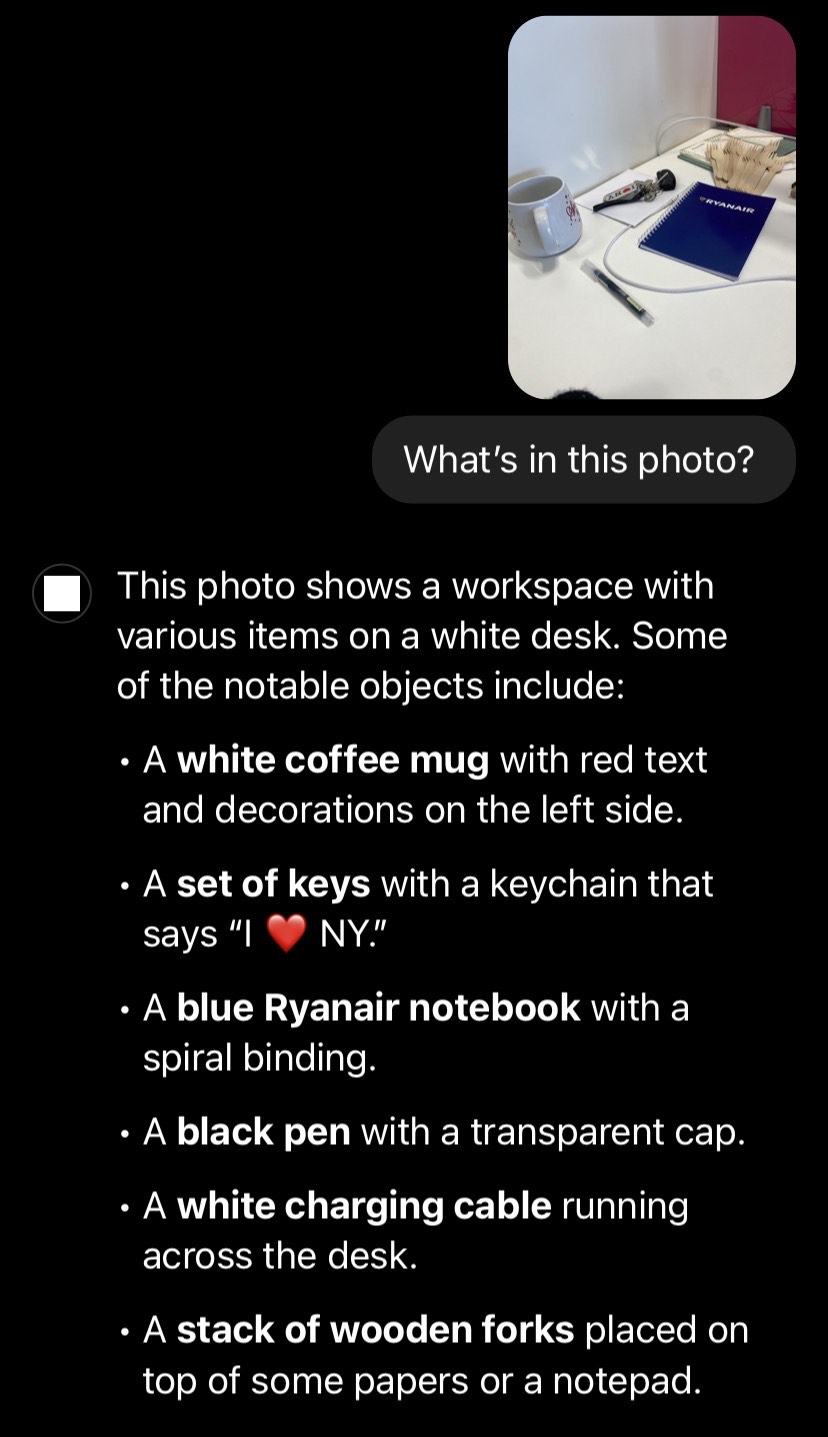 RYANAIR
What’s in this photo?
This photo shows a workspace with
various items on a white desk. Some
of the notable objects include:
• A white coffee mug with red text
and decorations on the left side.
• A set of keys with a keychain that
says “I ❤️ NY.”
• A blue Ryanair notebook with a
spiral binding.
• A black pen with a transparent cap.
• A white charging cable running
across the desk.
• A stack of wooden forks placed on
top of some papers or a notepad.